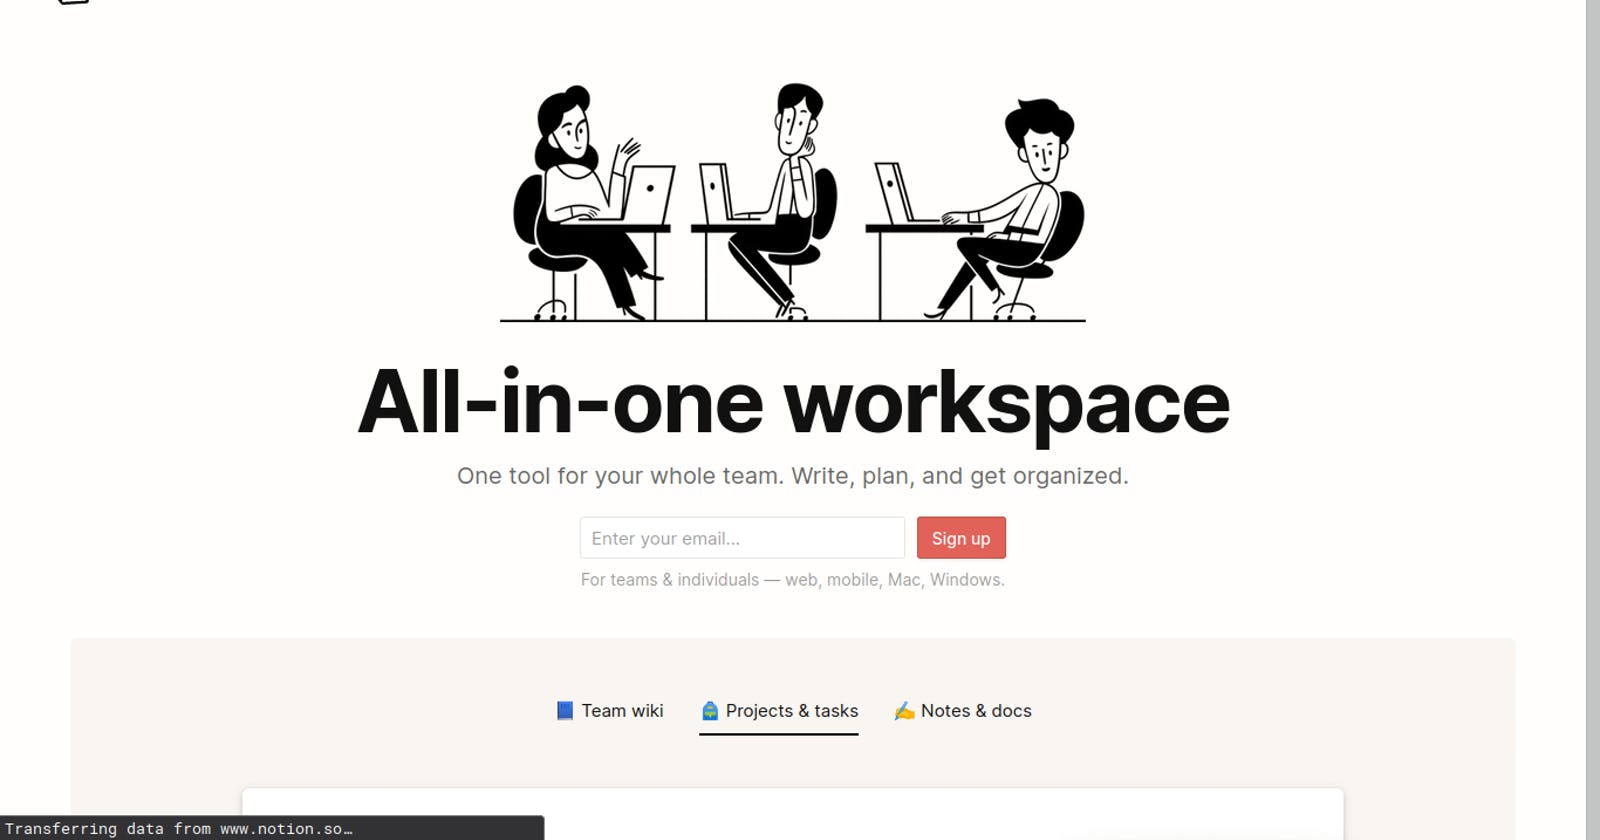 All-in-one workspace
One tool for your whole team. Write, plan, and get organized.
Enter your email...
Sign up
For teams & individuals — web, mobile, Mac, Windows.
Team wiki
Projects & tasks
Notes & docs
Transferring data from www.notion.so…